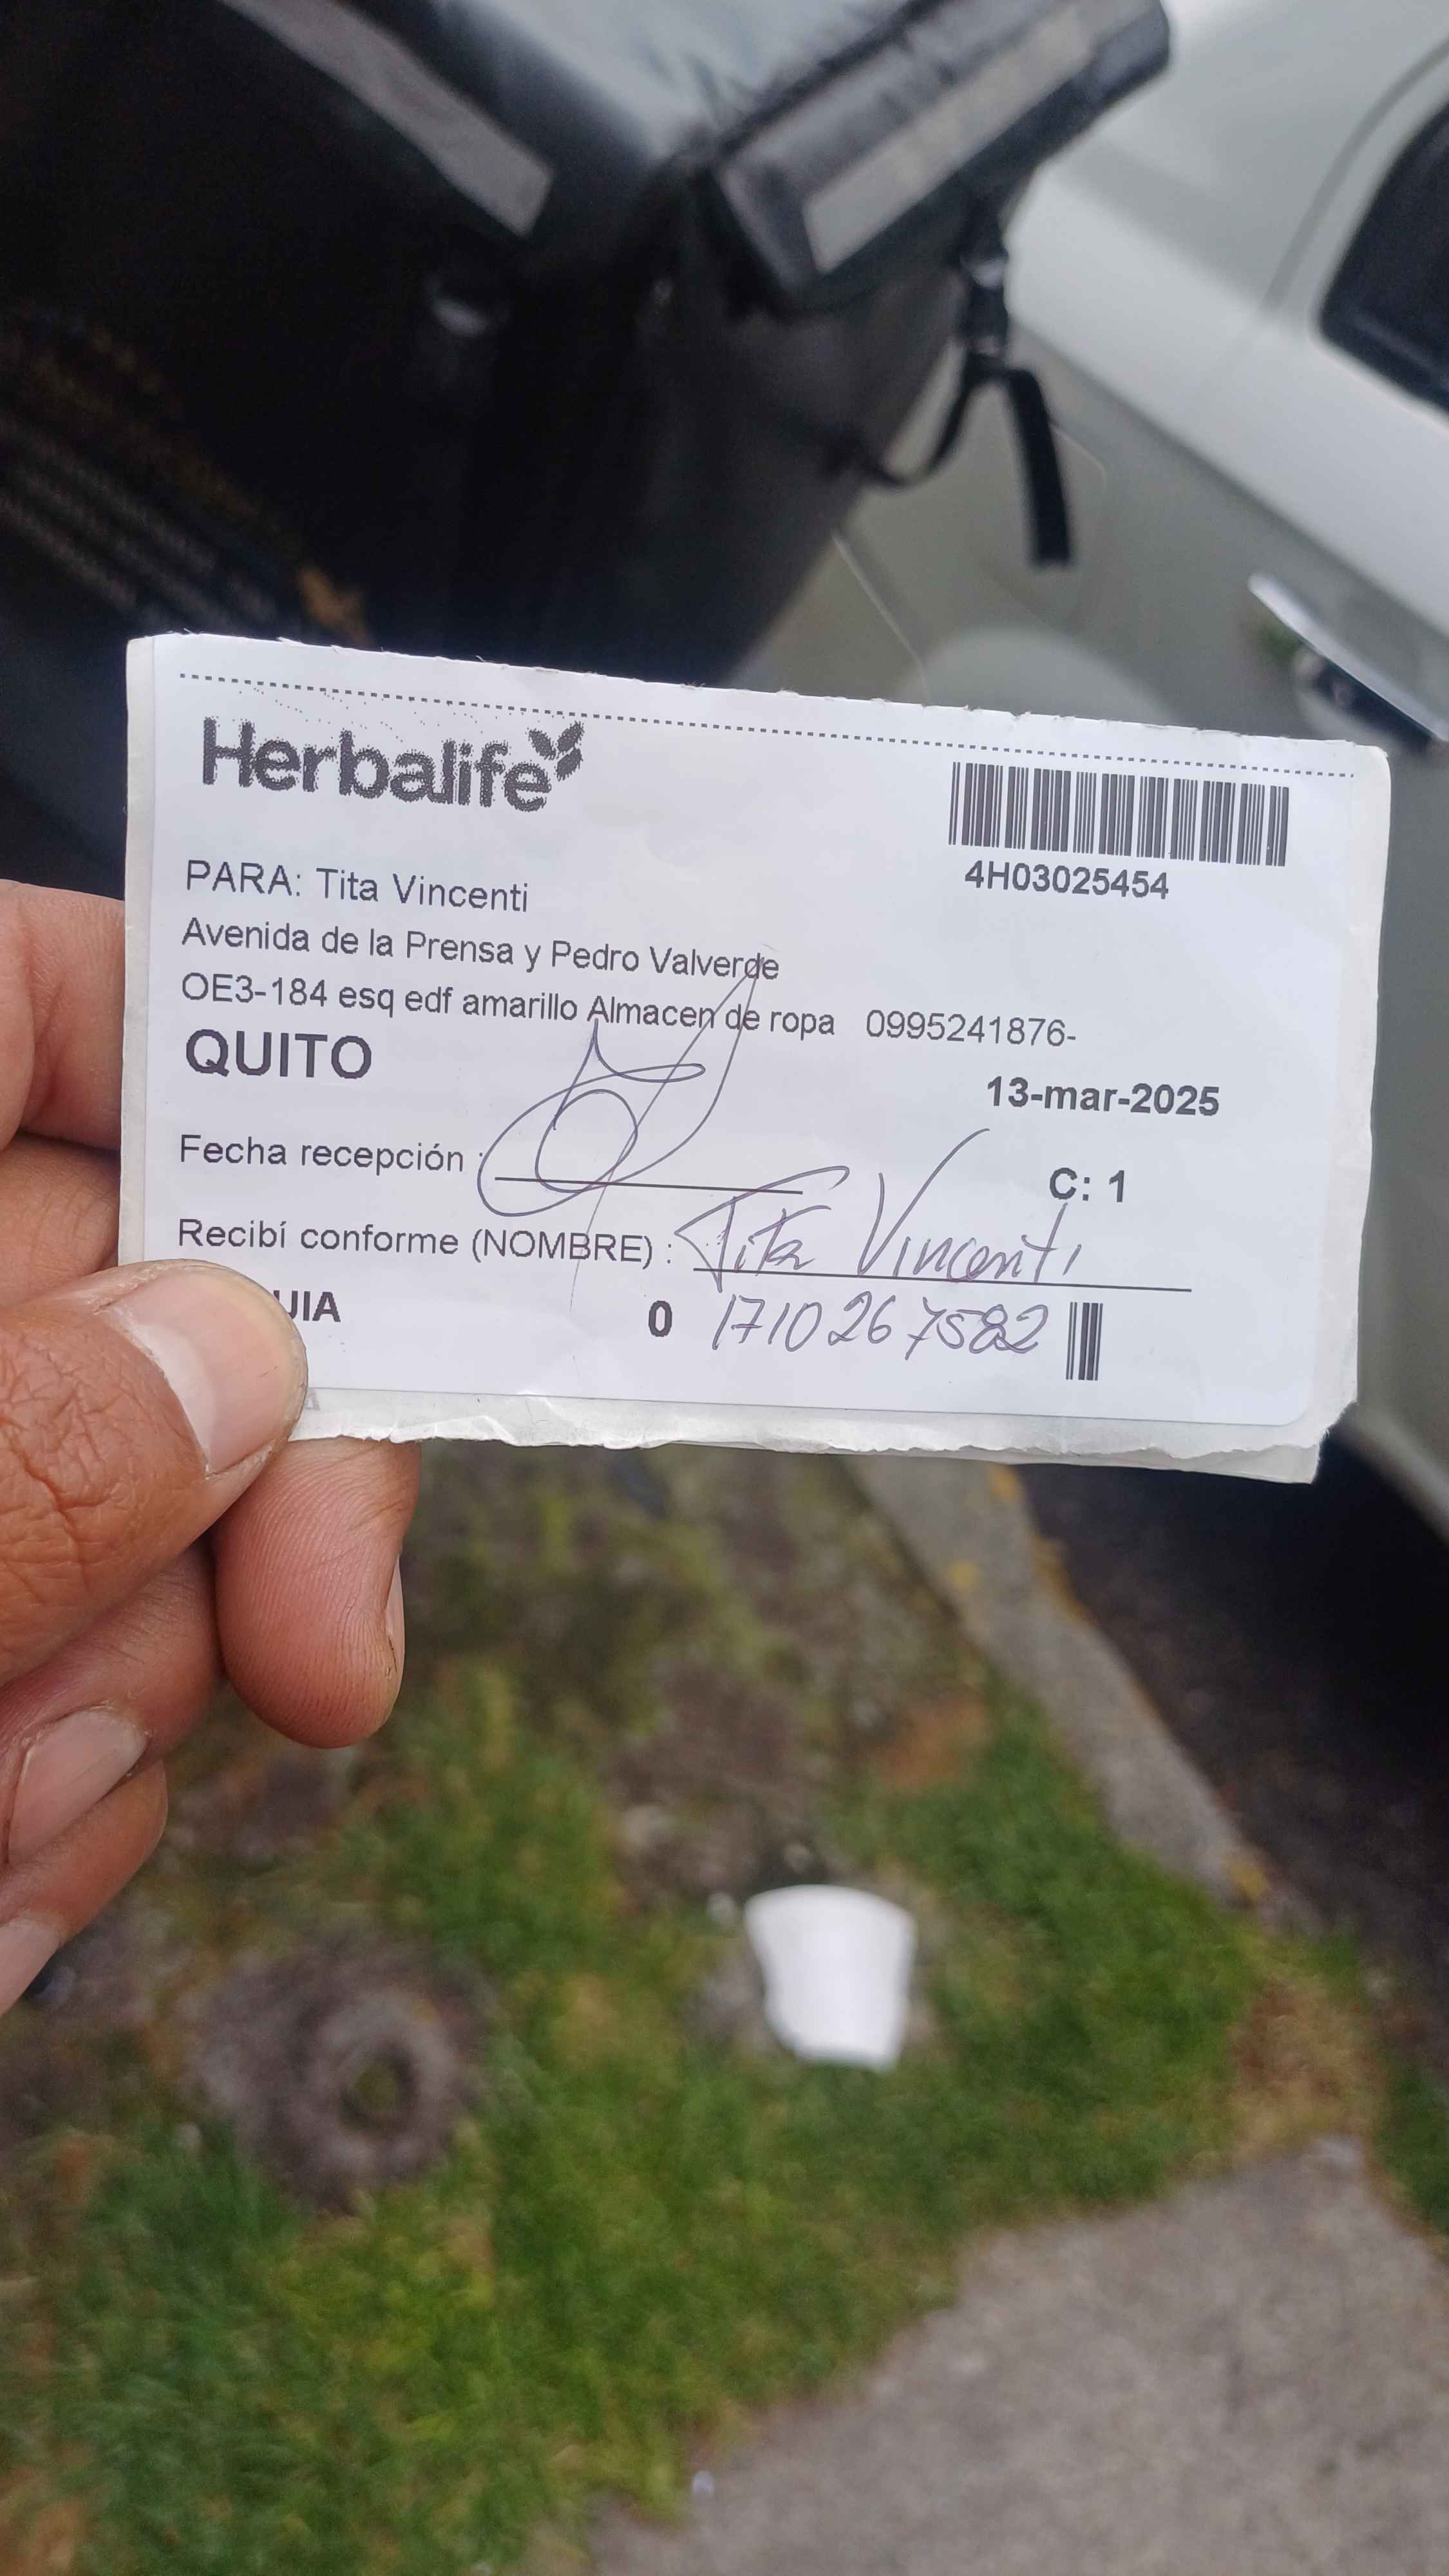 Herbalife
4H03025454
PARA: Tita Vincenti
Avenida de la Prensa y Pedro Valverde
OE3-184 esq edf amarillo Almacen de ropa 0995241876-
QUITO
13-mar-2025
Fecha recepción :
C: 1
Recibí conforme (NOMBRE) : Tita Vincenti
UIA 0 1710267582